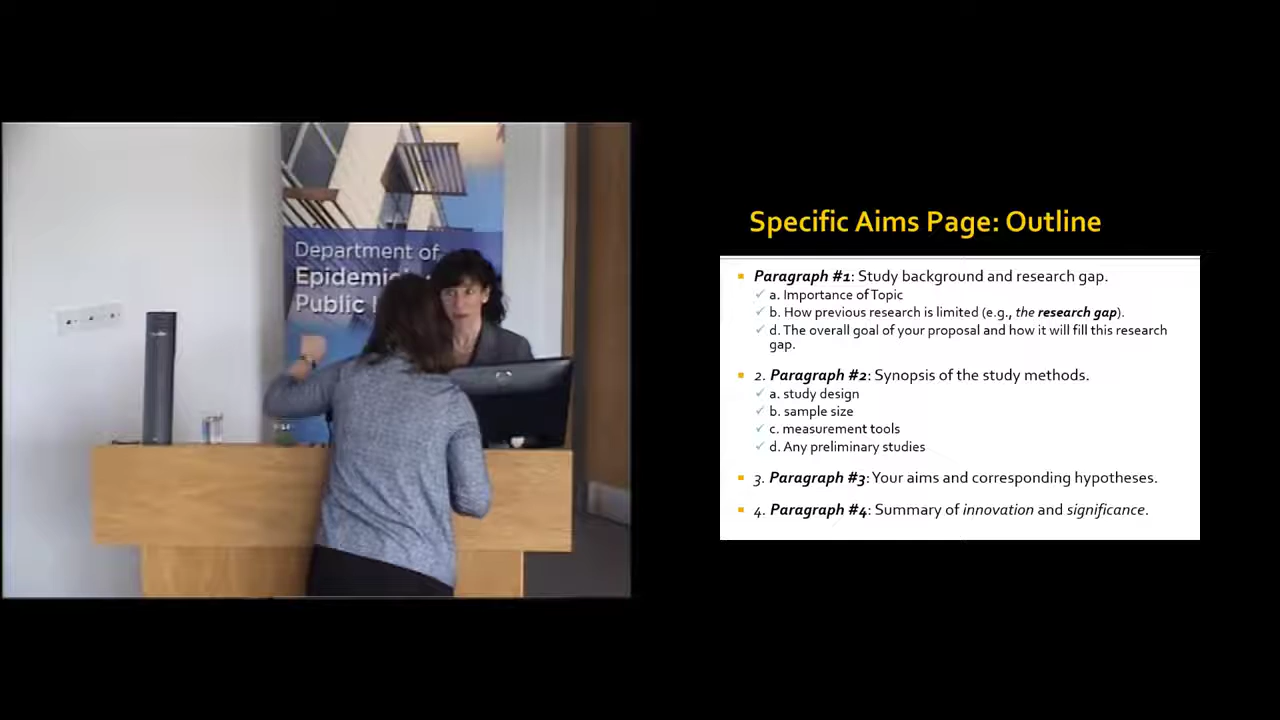 Department of
Public
Specific Aims Page: Outline
Paragraph #1: Study background and research gap.
a. Importance of Topic
b. How previous research is limited (e.g., the research gap).
d. The overall goal of your proposal and how it will fill this research
gap.
2. Paragraph #2: Synopsis of the study methods.
a. study design
b. sample size
c. measurement tools
d. Any preliminary studies
3. Paragraph #3: Your aims and corresponding hypotheses.
4. Paragraph #4: Summary of innovation and significance.